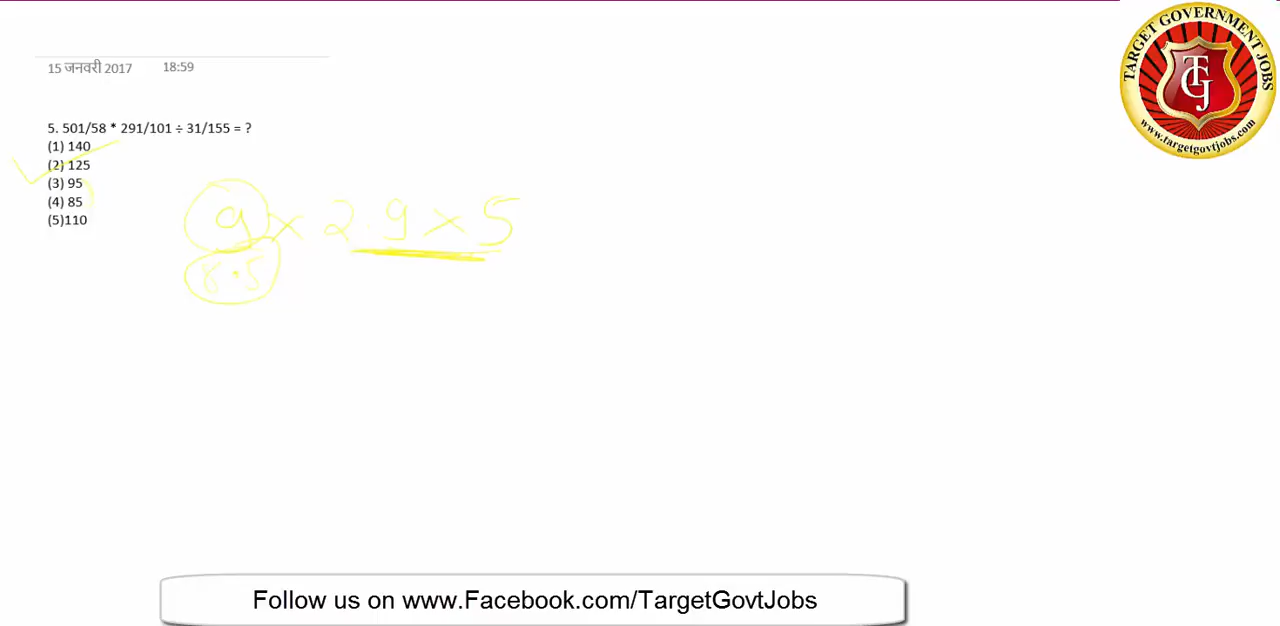 15 जनवरी 2017 18:59
5. 501/58 * 291/101 ÷ 31/155 = ?
(1) 140
(2) 125
(3) 95
(4) 85
(5)110
9 × 2.9 × 5
8.5
TARGET GOVERNMENT JOBS
TGJ
www.targetgovtjobs.com
Follow us on www.Facebook.com/TargetGovtJobs